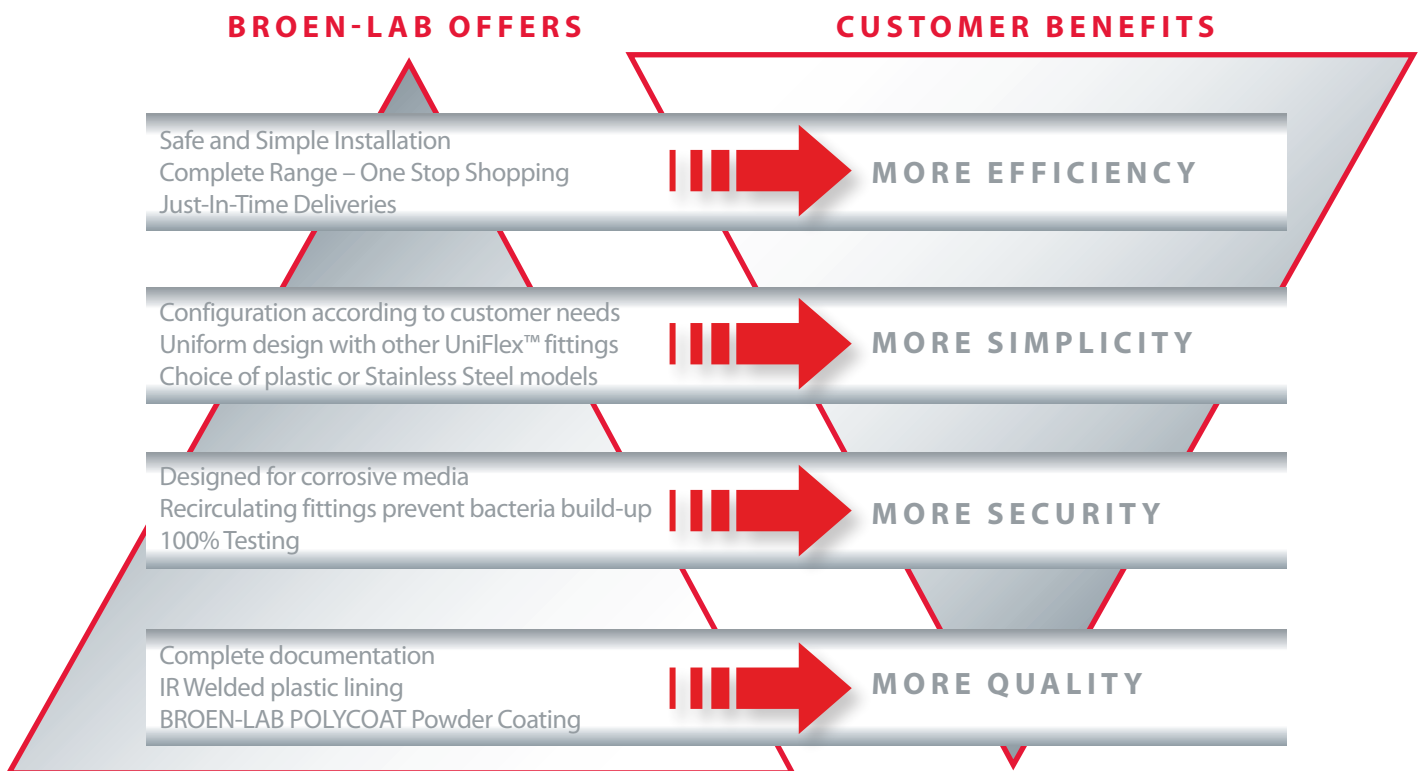 BROEN-LAB OFFERS
CUSTOMER BENEFITS
Safe and Simple Installation
Complete Range – One Stop Shopping
Just-In-Time Deliveries
MORE EFFICIENCY
Configuration according to customer needs
Uniform design with other UniFlex™ fittings
Choice of plastic or Stainless Steel models
MORE SIMPLICITY
Designed for corrosive media
Recirculating fittings prevent bacteria build-up
100% Testing
MORE SECURITY
Complete documentation
IR Welded plastic lining
BROEN-LAB POLYCOAT Powder Coating
MORE QUALITY